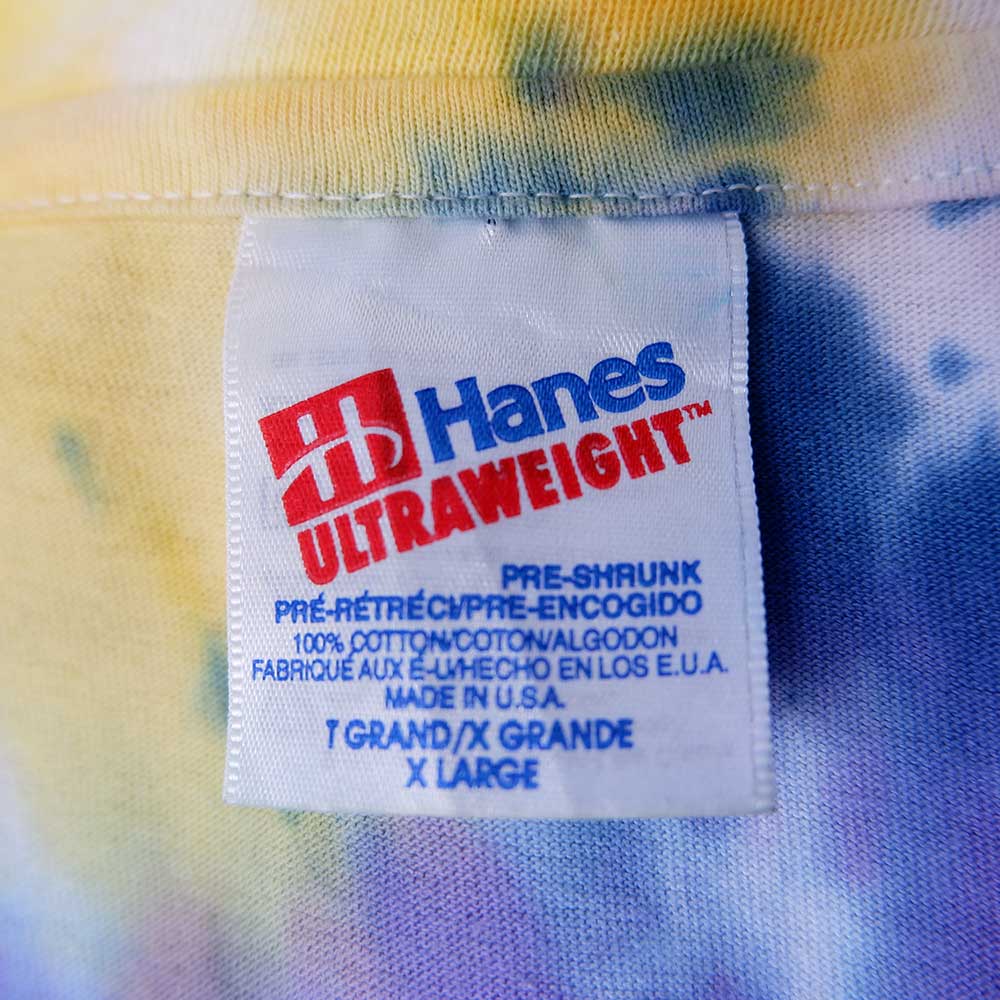 Hanes
ULTRAWEIGHT™
PRE-SHRUNK
PRÉ-RÉTRÉCI/PRE-ENCOGIDO
100% COTTON/COTON/ALGODON
FABRIQUÉ AUX É-U/HECHO EN LOS E.U.A.
MADE IN U.S.A.
T GRAND/X GRANDE
X LARGE